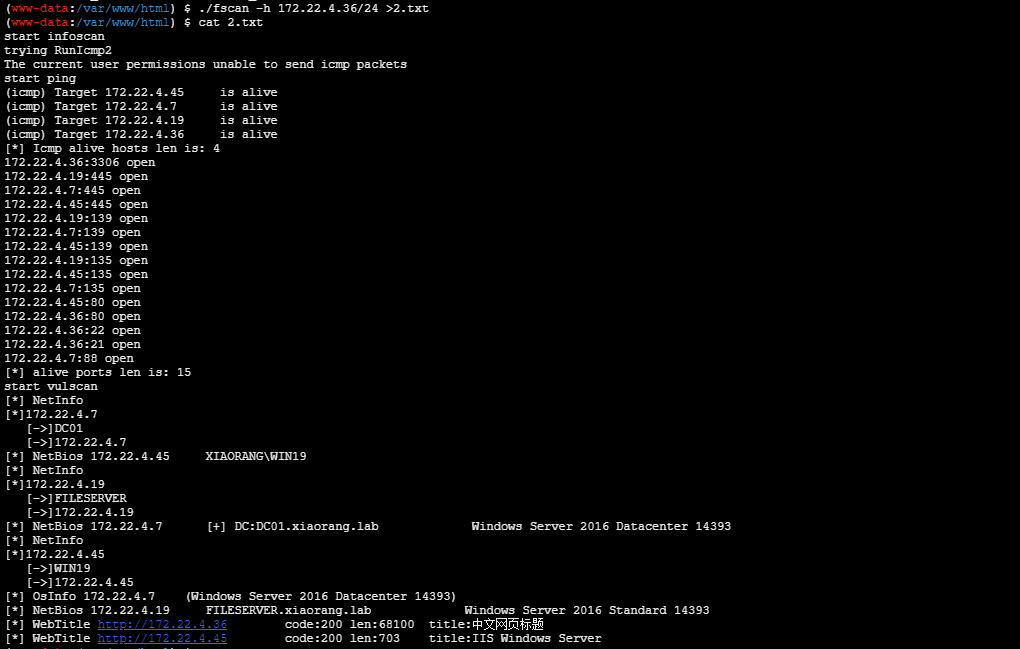 (www-data:/var/www/html) $ ./fscan -h 172.22.4.36/24 >2.txt
(www-data:/var/www/html) $ cat 2.txt
start infoscan
trying RunIcmp2
The current user permissions unable to send icmp packets
start ping
(icmp) Target 172.22.4.45     is alive
(icmp) Target 172.22.4.7      is alive
(icmp) Target 172.22.4.19     is alive
(icmp) Target 172.22.4.36     is alive
[*] Icmp alive hosts len is: 4
172.22.4.36:3306 open
172.22.4.19:445 open
172.22.4.7:445 open
172.22.4.45:445 open
172.22.4.19:139 open
172.22.4.7:139 open
172.22.4.45:139 open
172.22.4.19:135 open
172.22.4.45:135 open
172.22.4.7:135 open
172.22.4.45:80 open
172.22.4.36:80 open
172.22.4.36:22 open
172.22.4.36:21 open
172.22.4.7:88 open
[*] alive ports len is: 15
start vulscan
[*] NetInfo
[*]172.22.4.7
   [->]DC01
   [->]172.22.4.7
[*] NetBios 172.22.4.45     XIAORANG\WIN19
[*] NetInfo
[*]172.22.4.19
   [->]FILESERVER
   [->]172.22.4.19
[*] NetBios 172.22.4.7      [+] DC:DC01.xiaorang.lab             Windows Server 2016 Datacenter 14393
[*] NetInfo
[*]172.22.4.45
   [->]WIN19
   [->]172.22.4.45
[*] OsInfo 172.22.4.7    (Windows Server 2016 Datacenter 14393)
[*] NetBios 172.22.4.19     FILESERVER.xiaorang.lab             Windows Server 2016 Standard 14393
[*] WebTitle http://172.22.4.36        code:200 len:68100  title:中文网页标题
[*] WebTitle http://172.22.4.45        code:200 len:703    title:IIS Windows Server